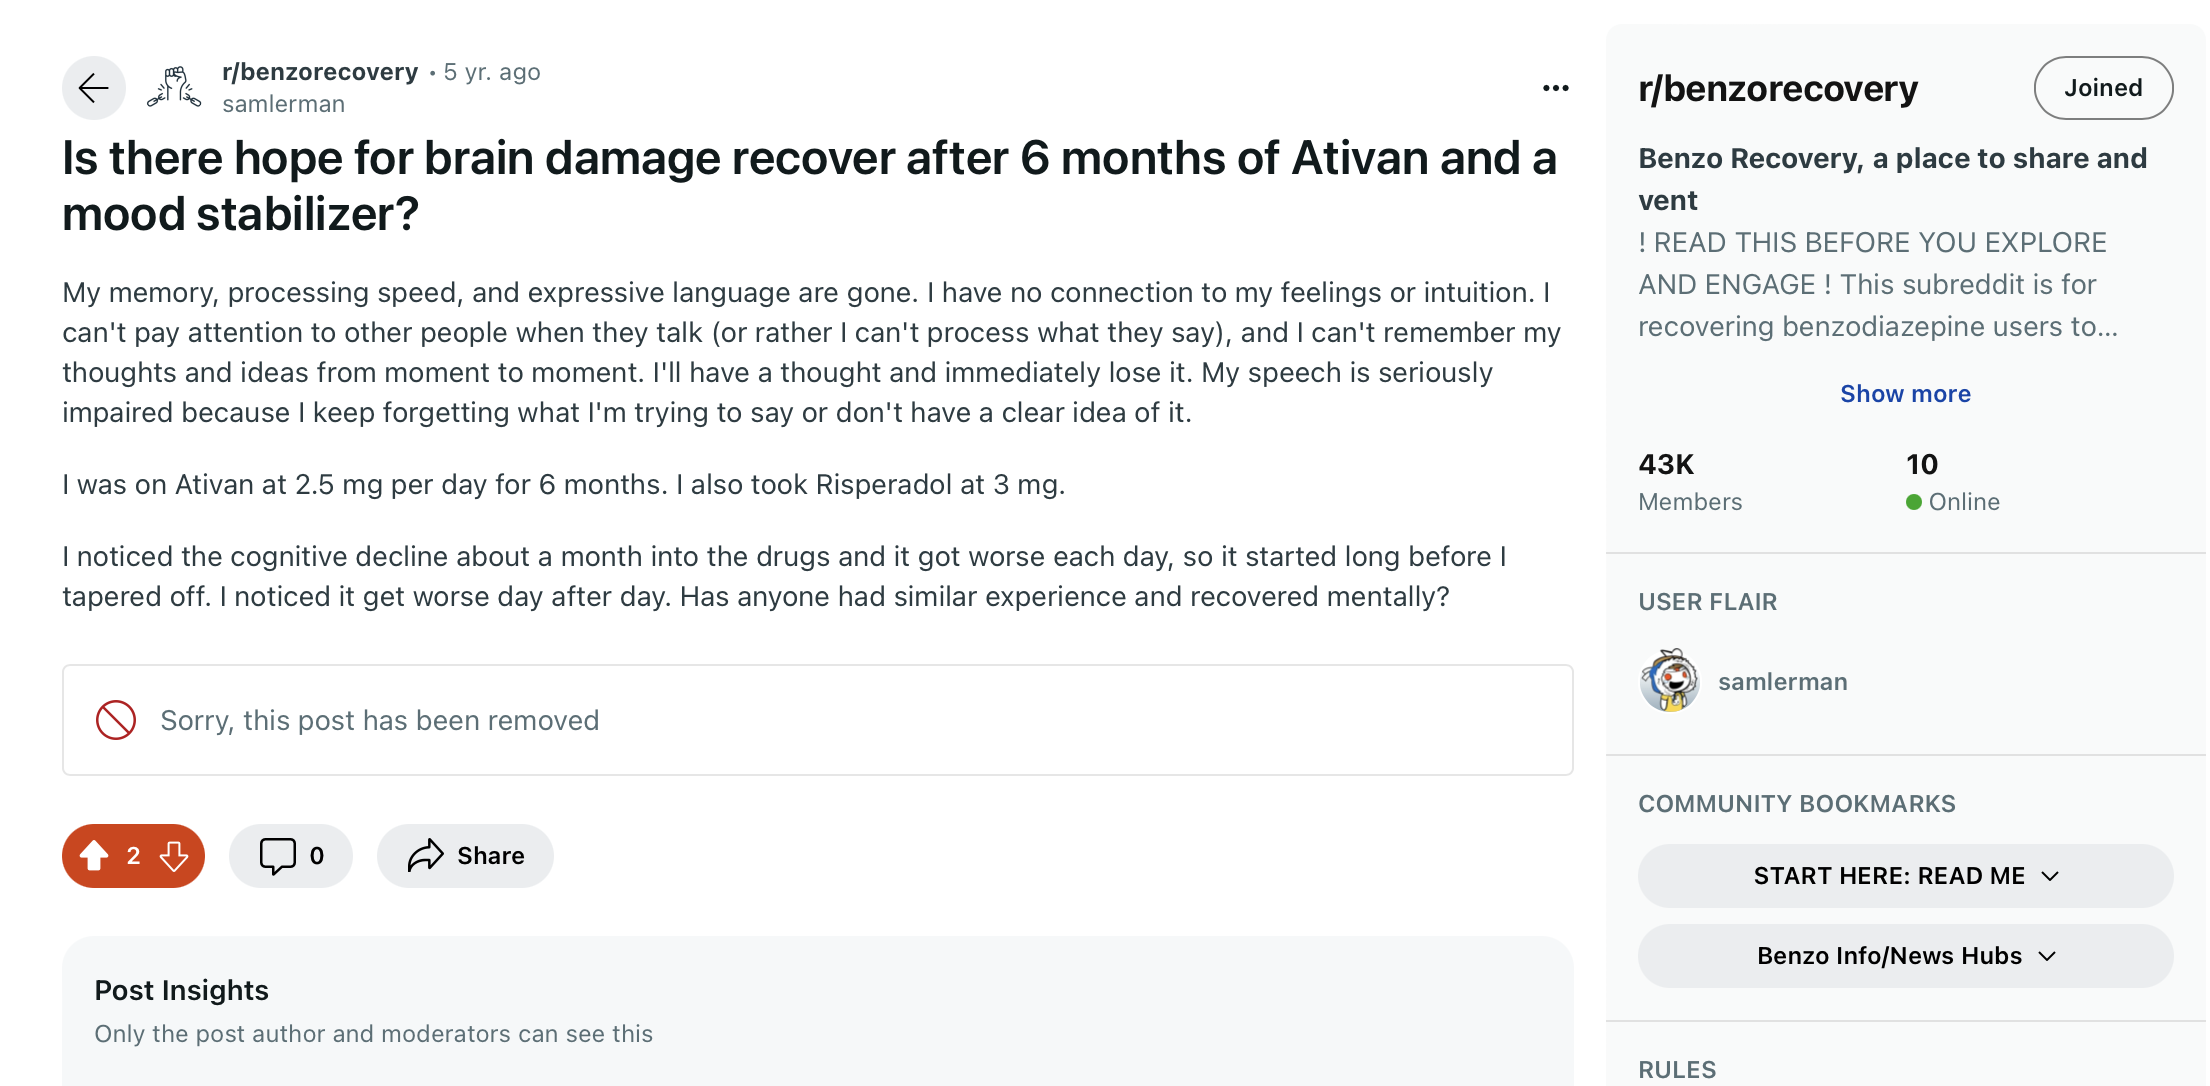 r/benzorecovery • 5 yr. ago
samlerman
Is there hope for brain damage recover after 6 months of Ativan and a
mood stabilizer?
My memory, processing speed, and expressive language are gone. I have no connection to my feelings or intuition. I
can't pay attention to other people when they talk (or rather I can't process what they say), and I can't remember my
thoughts and ideas from moment to moment. I'll have a thought and immediately lose it. My speech is seriously
impaired because I keep forgetting what I'm trying to say or don't have a clear idea of it.
I was on Ativan at 2.5 mg per day for 6 months. I also took Risperadol at 3 mg.
I noticed the cognitive decline about a month into the drugs and it got worse each day, so it started long before I
tapered off. I noticed it get worse day after day. Has anyone had similar experience and recovered mentally?
Sorry, this post has been removed
2
0
Share
Post Insights
Only the post author and moderators can see this
r/benzorecovery
Joined
Benzo Recovery, a place to share and
vent
! READ THIS BEFORE YOU EXPLORE
AND ENGAGE ! This subreddit is for
recovering benzodiazepine users to...
Show more
43K
Members
10
Online
USER FLAIR
samlerman
COMMUNITY BOOKMARKS
START HERE: READ ME
Benzo Info/News Hubs
RULES